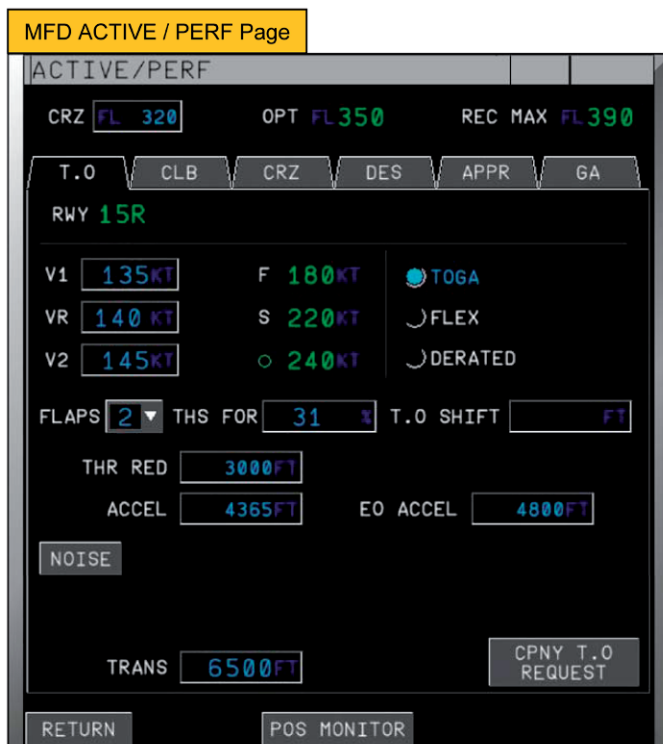 MFD ACTIVE / PERF Page
ACTIVE/PERF
CRZ FL 320 OPT FL350 REC MAX FL390
T.O CLB CRZ DES APPR GA
RWY 15R
V1 135KT F 180KT TOGA
VR 140 KT S 220KT FLEX
V2 145KT 240KT DERATED
FLAPS 2 THS FOR 31 % T.O SHIFT FT
THR RED 3000FT
ACCEL 4365FT EO ACCEL 4800FT
NOISE
TRANS 6500FT
CPNY T.O
REQUEST
RETURN POS MONITOR